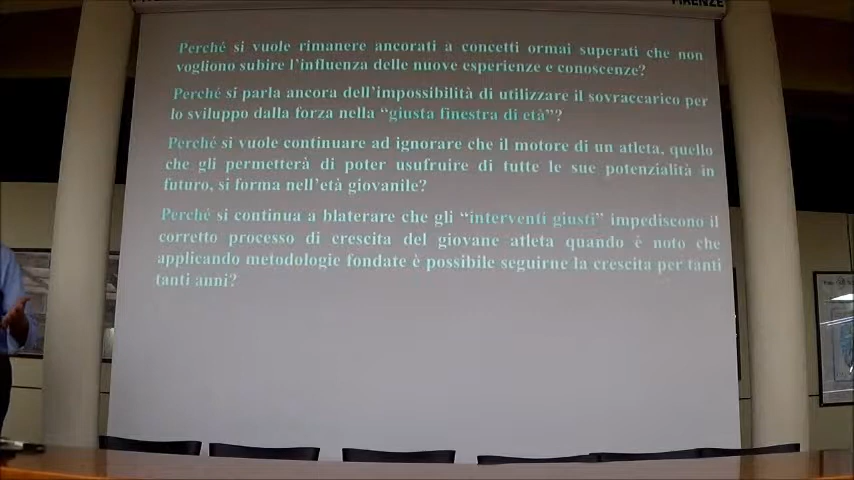 FIRENZE
Perché si vuole rimanere ancorati a concetti ormai superati che non
vogliono subire l'influenza delle nuove esperienze e conoscenze?
Perché si parla ancora dell'impossibilità di utilizzare il sovraccarico per
lo sviluppo dalla forza nella "giusta finestra di età"?
Perché si vuole continuare ad ignorare che il motore di un atleta, quello
che gli permetterà di poter usufruire di tutte le sue potenzialità in
futuro, si forma nell'età giovanile?
Perché si continua a blaterare che gli "interventi giusti" impediscono il
corretto processo di crescita del giovane atleta quando è noto che
applicando metodologie fondate è possibile seguirne la crescita per tanti
tanti anni?